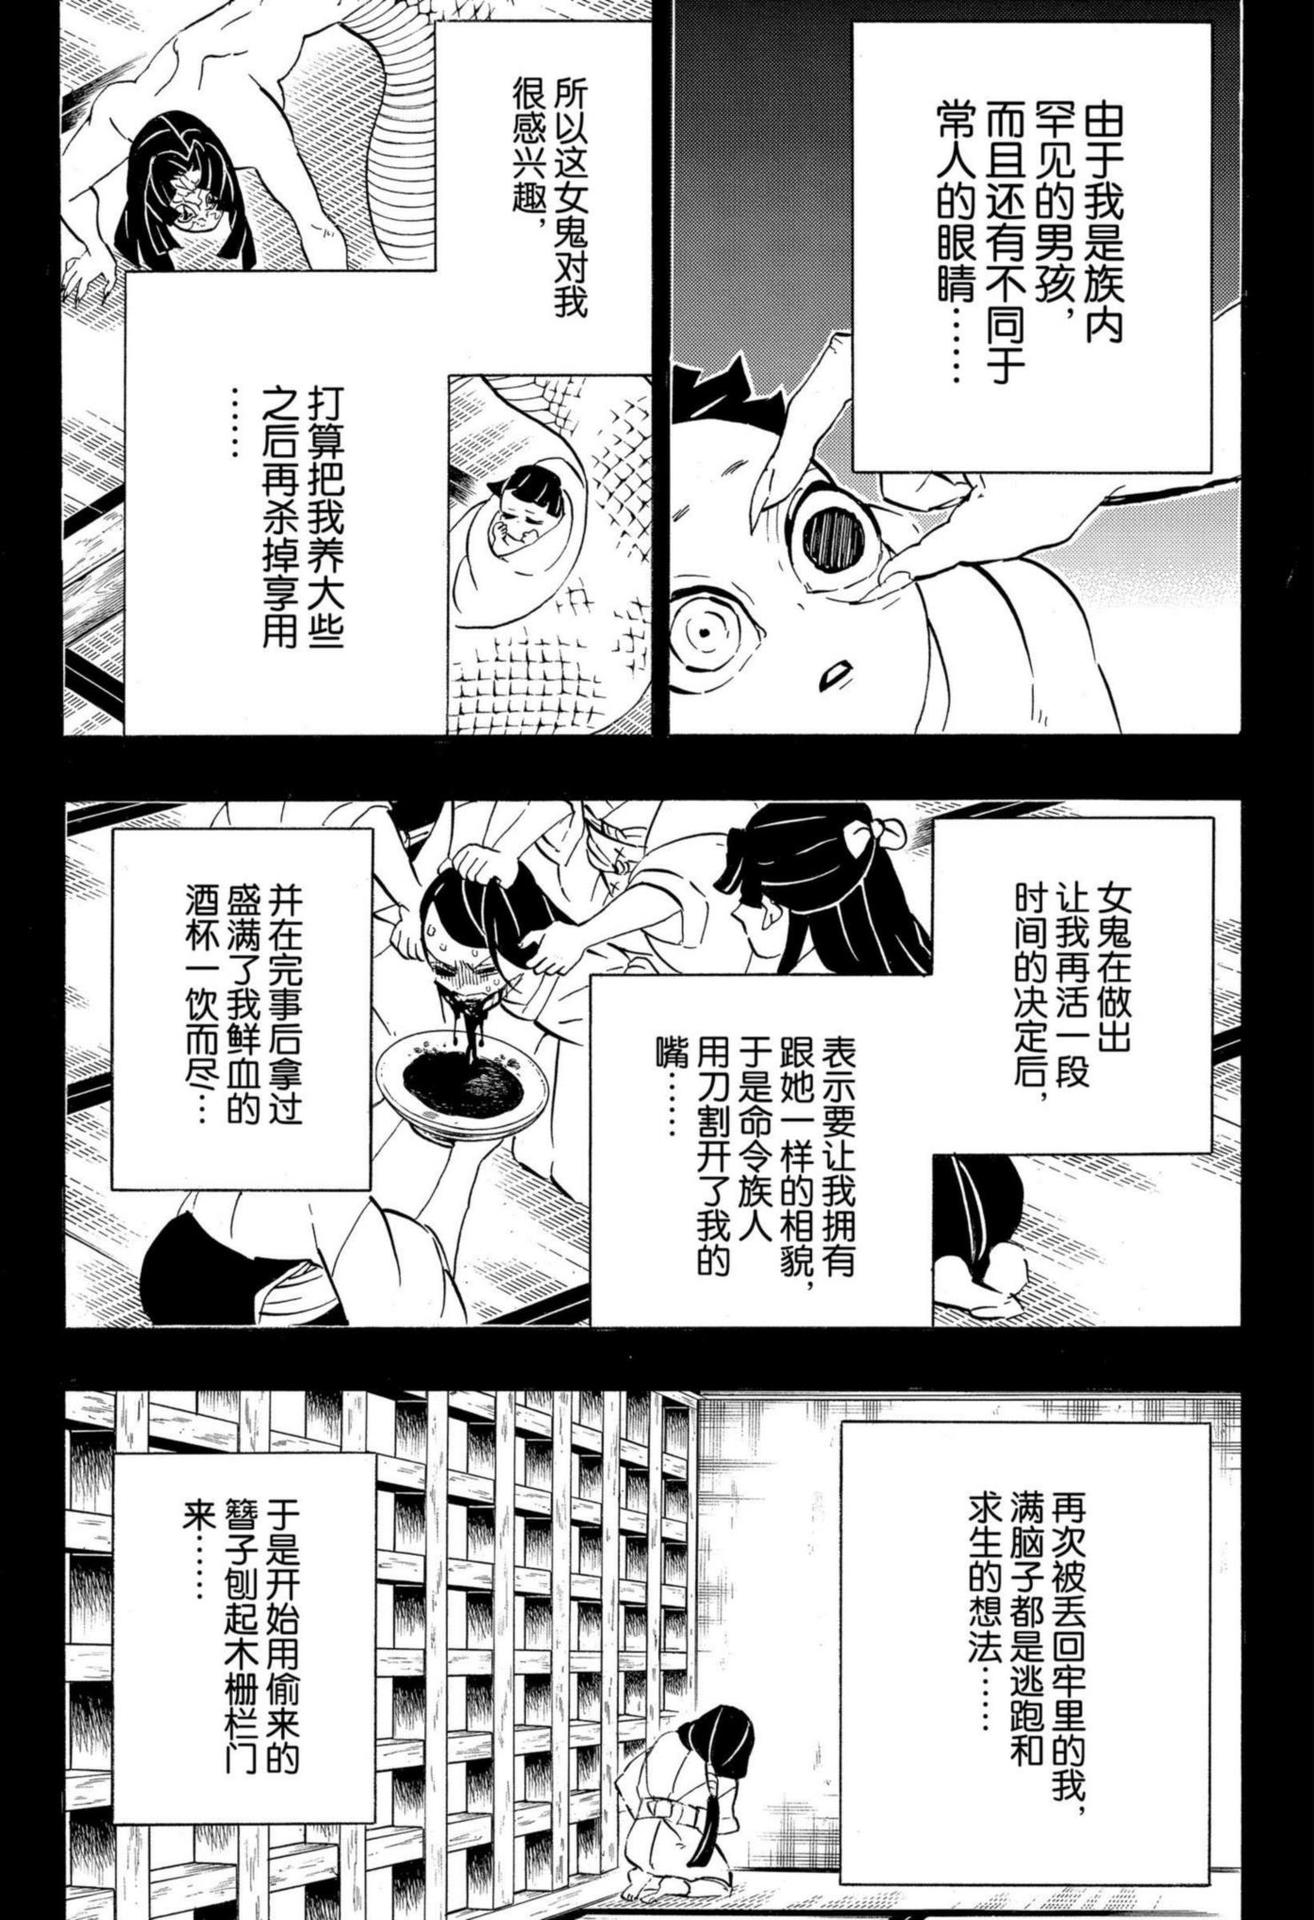 由于我是族内
罕见的男孩，
而且还有不同于
常人的眼睛……
所以这女鬼对我
很感兴趣，
打算把我养大些
之后再杀掉享用
……
女鬼在做出
让我再活一段
时间的决定后，
表示要让我拥有
跟她一样的相貌，
于是命令族人
用刀割开了我的
嘴……
并在完事后拿过
盛满了我鲜血的
酒杯一饮而尽…
再次被丢回牢里的我，
满脑子都是逃跑和
求生的想法……
于是开始用偷来的
簪子刨起木栅栏门
来……